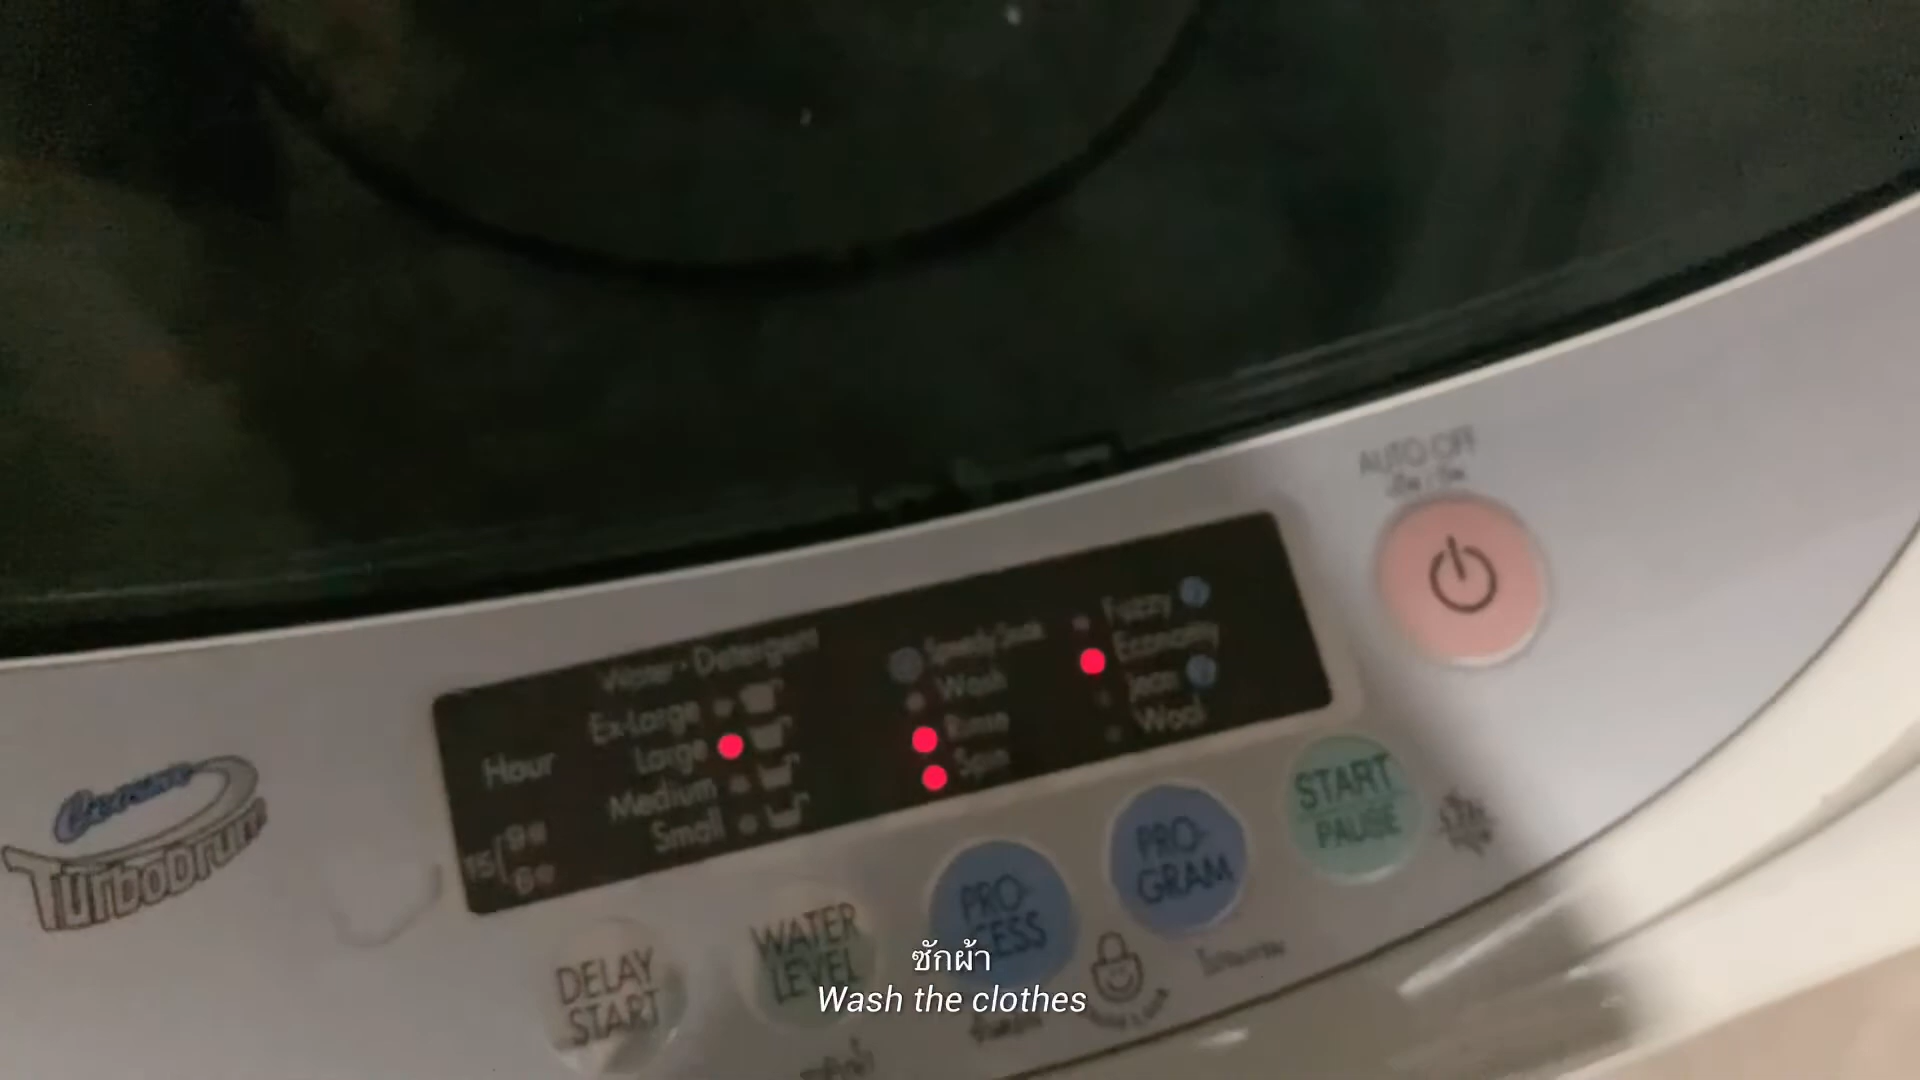 AUTO OFF
Water · Detergent
Ex-Large
Large
Medium
Small
Hour
Speedy Soak
Wash
Rinse
Spin
Fuzzy
Economy
Jean
Wool
TURBODRUM
DELAY
START
WATER
LEVEL
PRO-
CESS
PRO-
GRAM
START
PAUSE
ซักผ้า
Wash the clothes